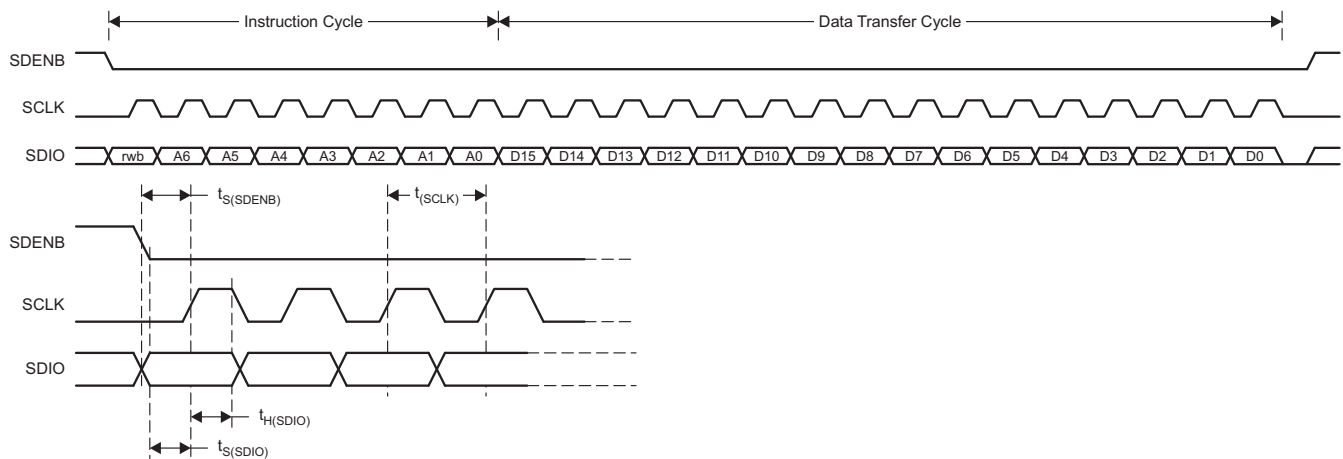 Instruction Cycle Data Transfer Cycle
SDENB
SCLK
SDIO rwb A6 A5 A4 A3 A2 A1 A0 D15 D14 D13 D12 D11 D10 D9 D8 D7 D6 D5 D4 D3 D2 D1 D0
tS(SDENB) t(SCLK)
SDENB
SCLK
SDIO
tH(SDIO)
tS(SDIO)